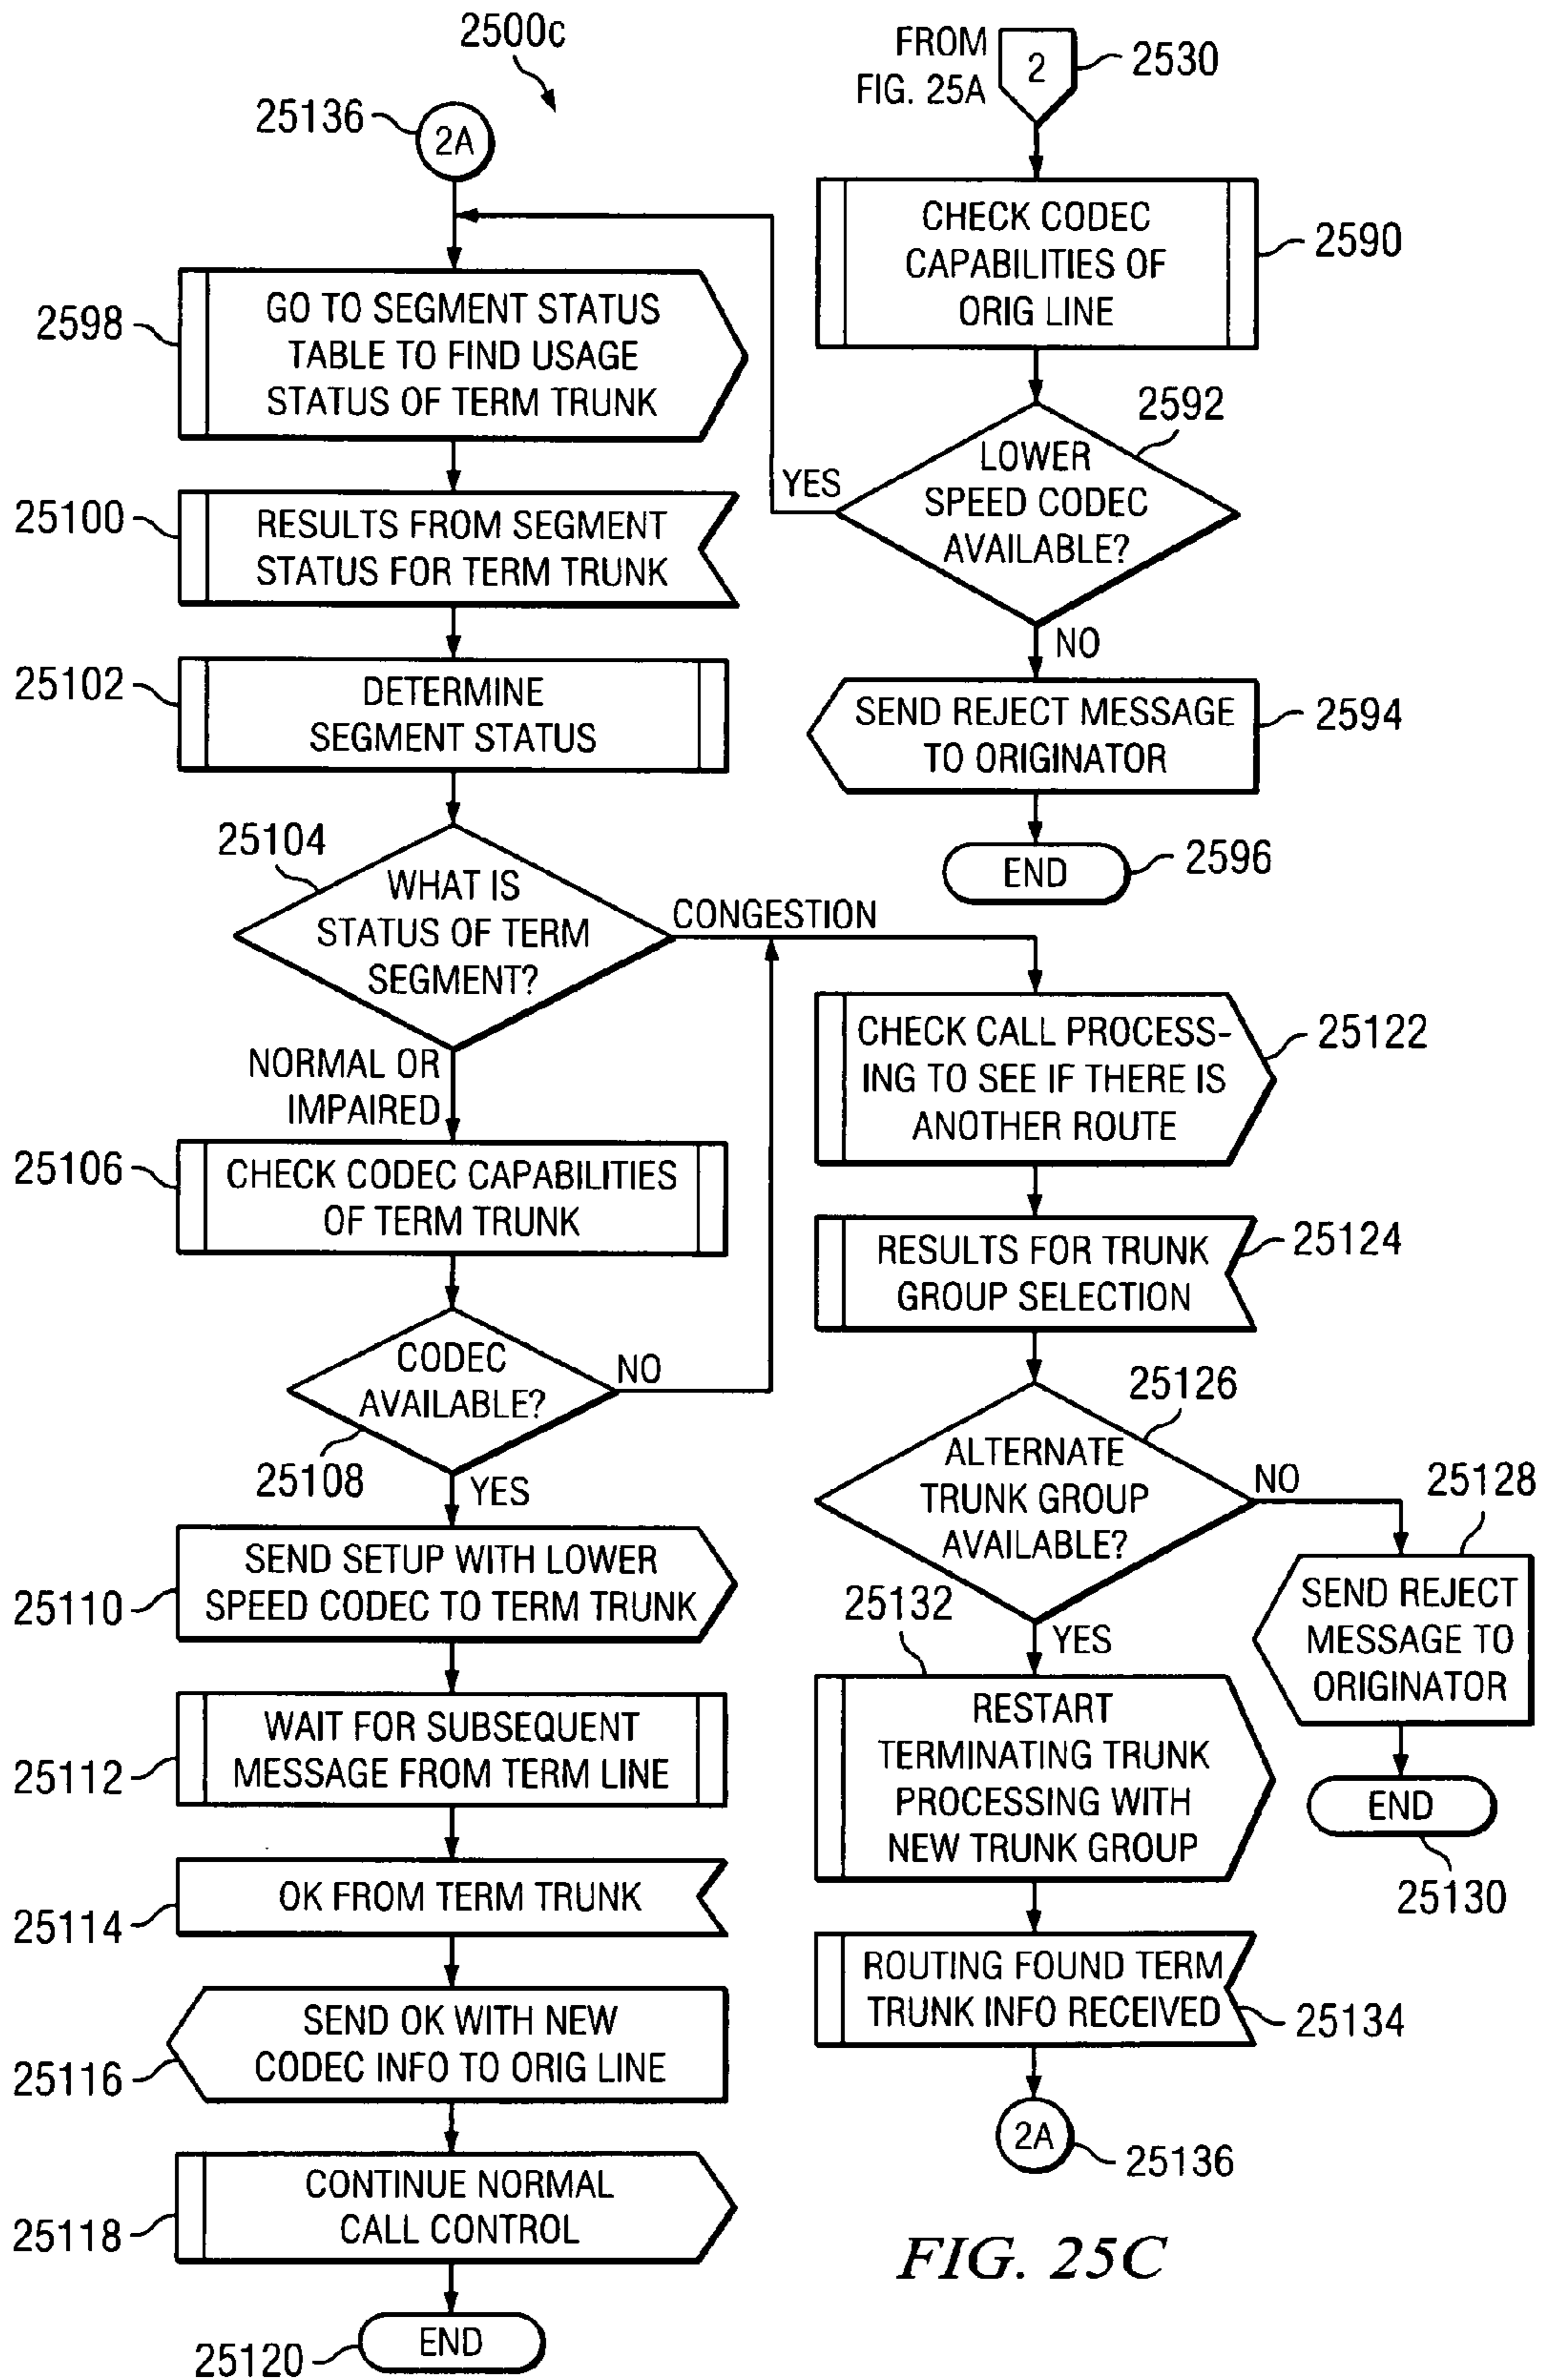 2500c
25136
2A
2598
GO TO SEGMENT STATUS
TABLE TO FIND USAGE
STATUS OF TERM TRUNK
25100
RESULTS FROM SEGMENT
STATUS FOR TERM TRUNK
25102
DETERMINE
SEGMENT STATUS
25104
WHAT IS
STATUS OF TERM
SEGMENT?
CONGESTION
NORMAL OR
IMPAIRED
25106
CHECK CODEC CAPABILITIES
OF TERM TRUNK
CODEC
AVAILABLE?
NO
25108
YES
25110
SEND SETUP WITH LOWER
SPEED CODEC TO TERM TRUNK
25112
WAIT FOR SUBSEQUENT
MESSAGE FROM TERM LINE
25114
OK FROM TERM TRUNK
25116
SEND OK WITH NEW
CODEC INFO TO ORIG LINE
25118
CONTINUE NORMAL
CALL CONTROL
25120
END
FROM
FIG. 25A
2
2530
CHECK CODEC
CAPABILITIES OF
ORIG LINE
2590
2592
LOWER
SPEED CODEC
AVAILABLE?
YES
NO
SEND REJECT MESSAGE
TO ORIGINATOR
2594
END
2596
CHECK CALL PROCESS-
ING TO SEE IF THERE IS
ANOTHER ROUTE
25122
RESULTS FOR TRUNK
GROUP SELECTION
25124
25126
ALTERNATE
TRUNK GROUP
AVAILABLE?
NO
25128
SEND REJECT
MESSAGE TO
ORIGINATOR
END
25130
YES
25132
RESTART
TERMINATING TRUNK
PROCESSING WITH
NEW TRUNK GROUP
ROUTING FOUND TERM
TRUNK INFO RECEIVED
25134
2A
25136
FIG. 25C